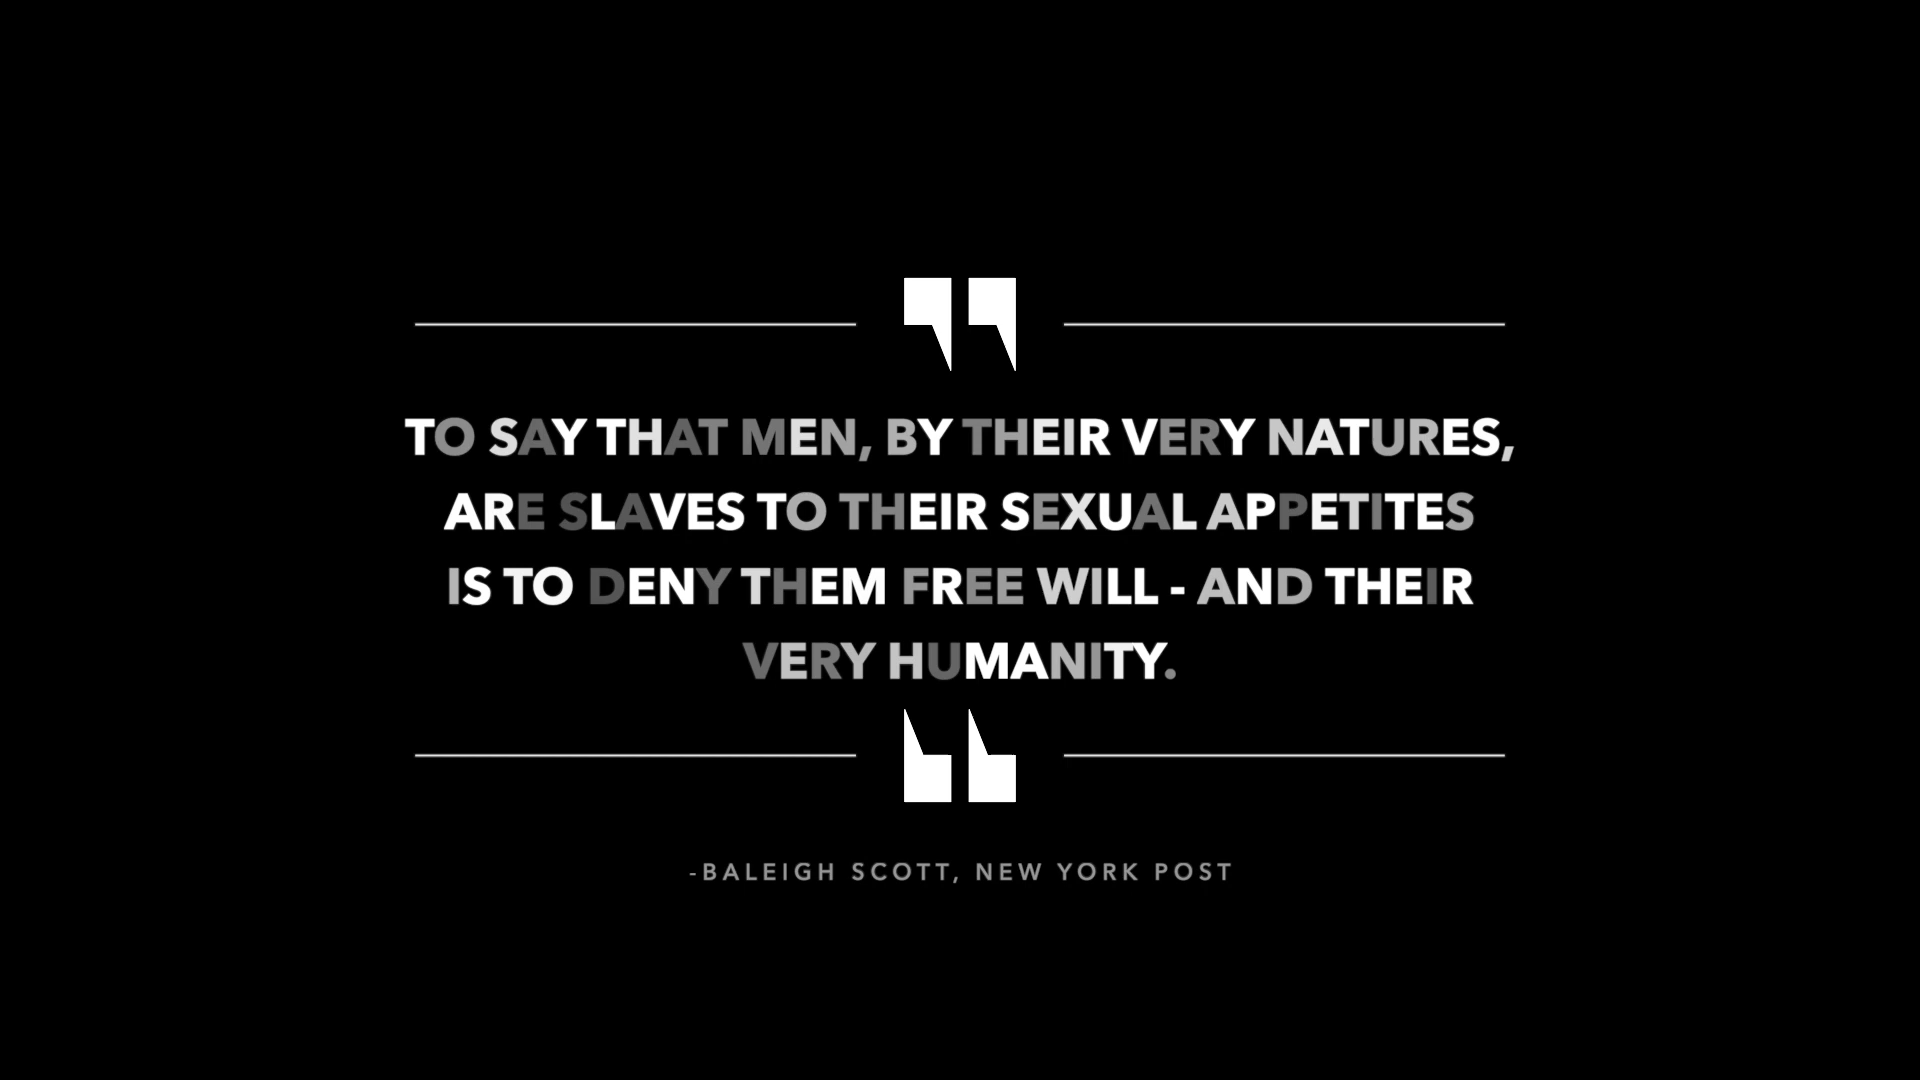 "
TO SAY THAT MEN, BY THEIR VERY NATURES,
ARE SLAVES TO THEIR SEXUAL APPETITES
IS TO DENY THEM FREE WILL - AND THEIR
VERY HUMANITY.
"
-BALEIGH SCOTT, NEW YORK POST